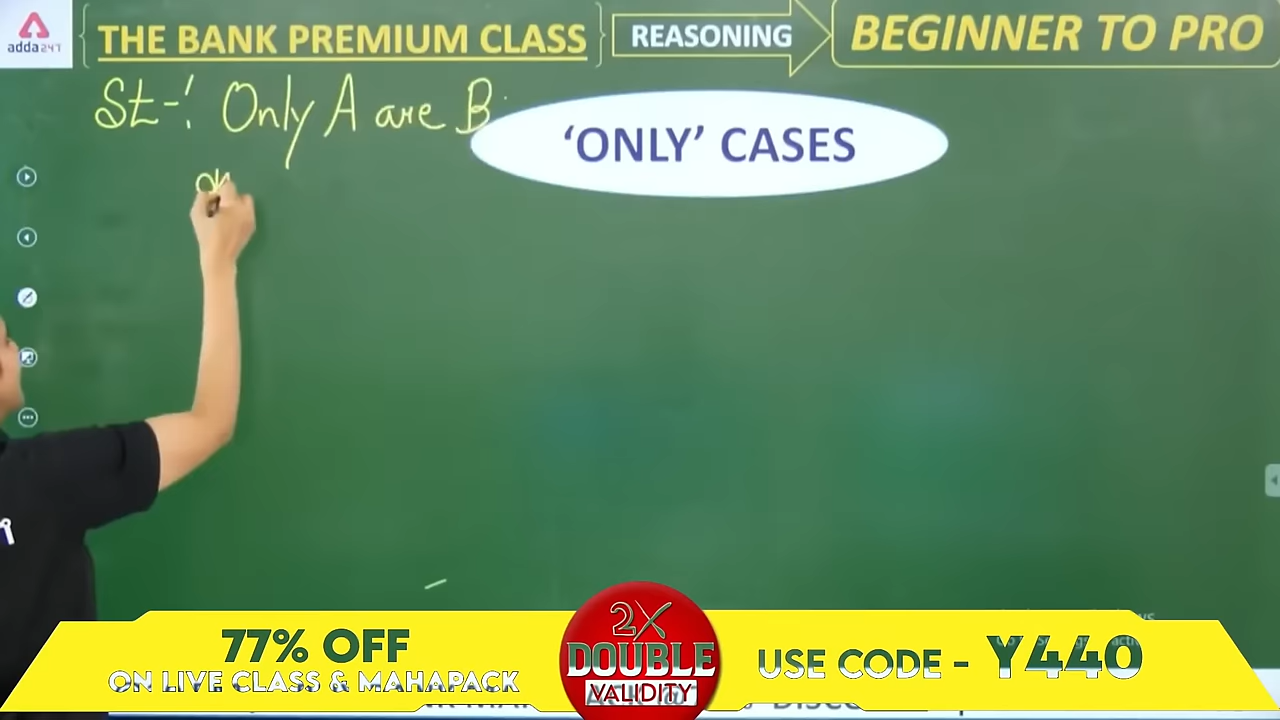 adda247
THE BANK PREMIUM CLASS
REASONING
BEGINNER TO PRO
St-! Only A are B.
'ONLY' CASES
77% OFF
ON LIVE CLASS & MAHAPACK
2X
DOUBLE
VALIDITY
USE CODE - Y440